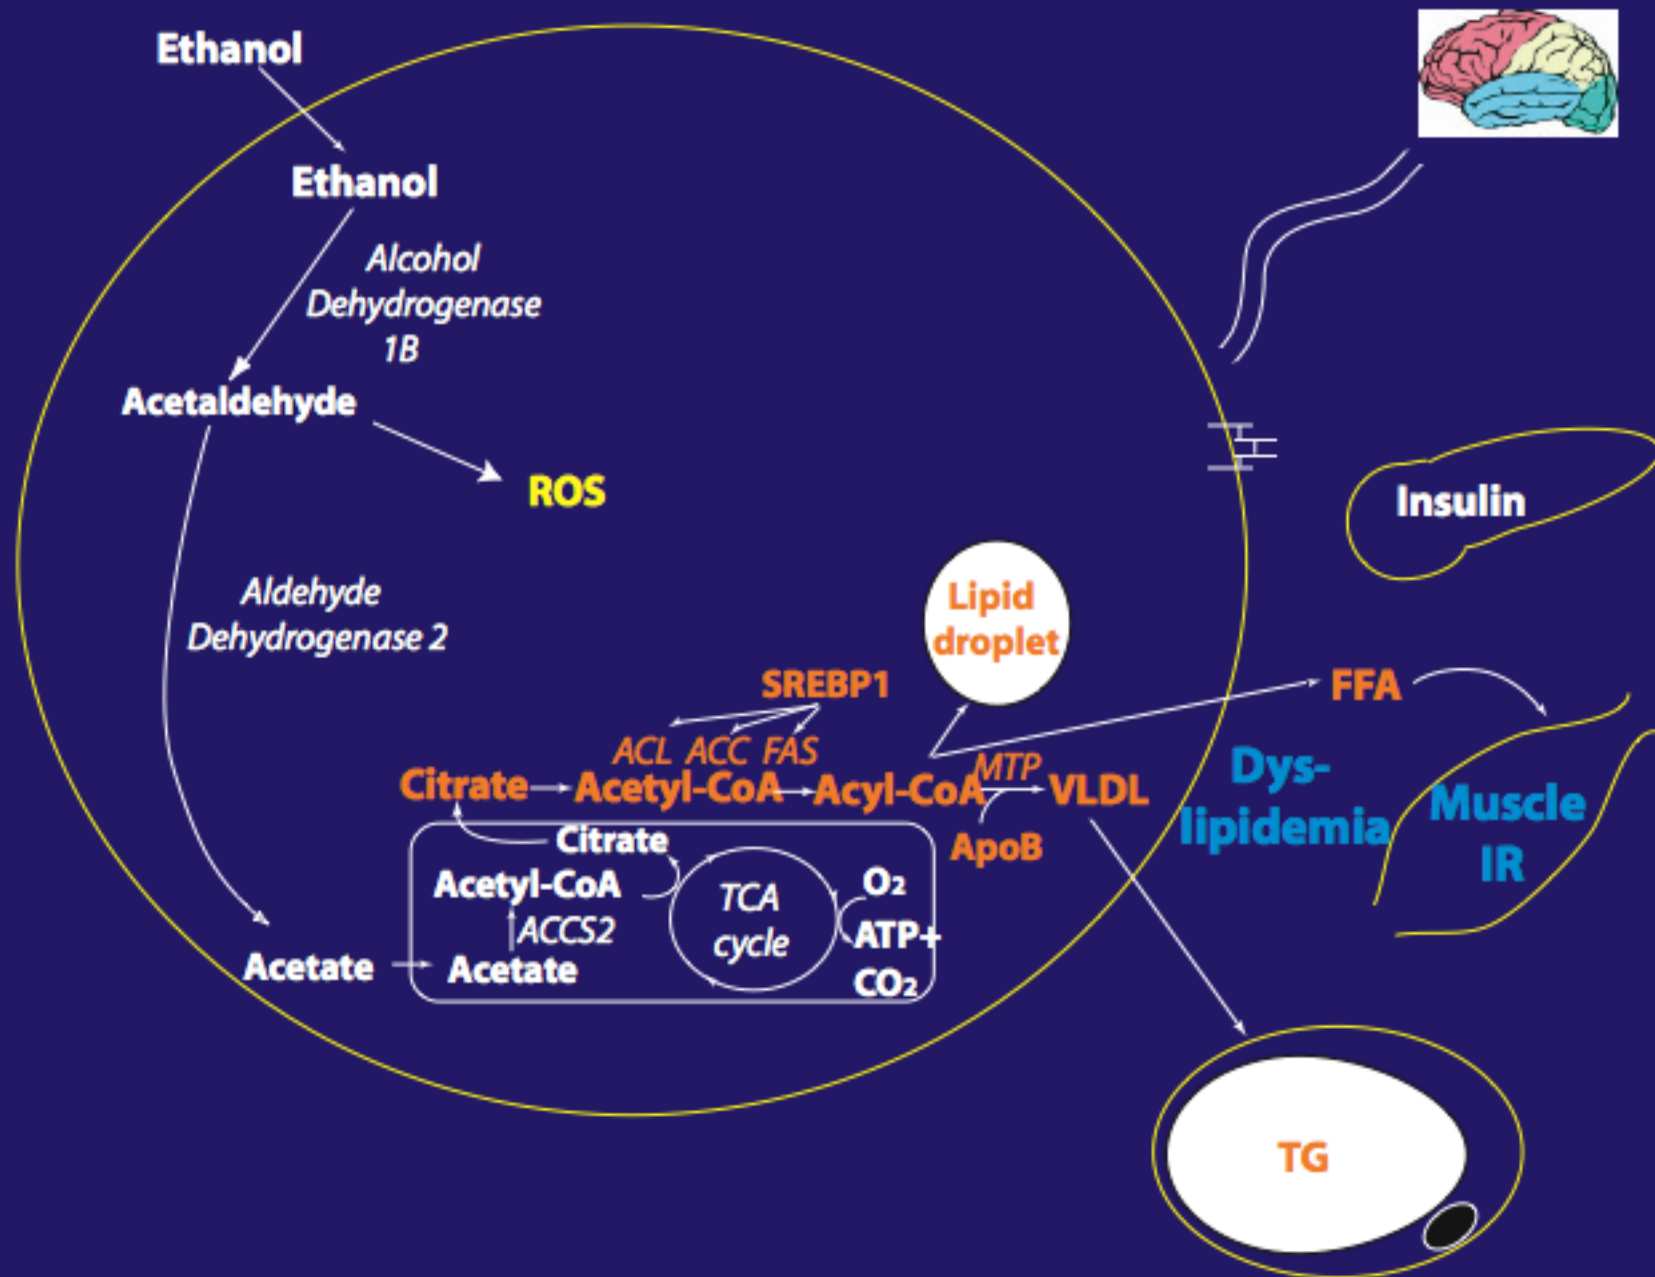 Ethanol
Ethanol
Alcohol
Dehydrogenase
1B
Acetaldehyde
ROS
Insulin
Aldehyde
Dehydrogenase 2
Lipid
droplet
SREBP1
FFA
ACL ACC FAS
MTP
Citrate
Acetyl-CoA
Acyl-CoA
VLDL
Dys-
lipidemia
Muscle
IR
Citrate
ApoB
Acetyl-CoA
TCA
cycle
O2
ACCS2
ATP+
Acetate
Acetate
CO2
TG